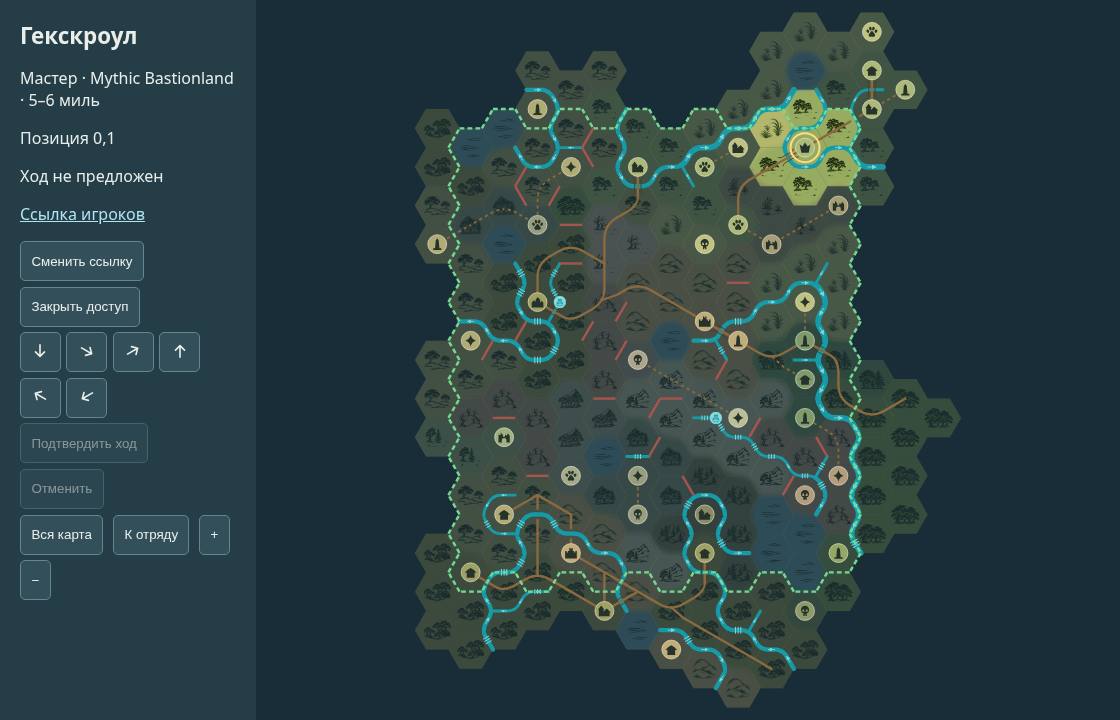 Гекскроул
Мастер · Mythic Bastionland
· 5–6 миль
Позиция 0,1
Ход не предложен
Ссылка игроков
Сменить ссылку
Закрыть доступ
↓ ↘ ↗ ↑
↖ ↙
Подтвердить ход
Отменить
Вся карта К отряду +
−